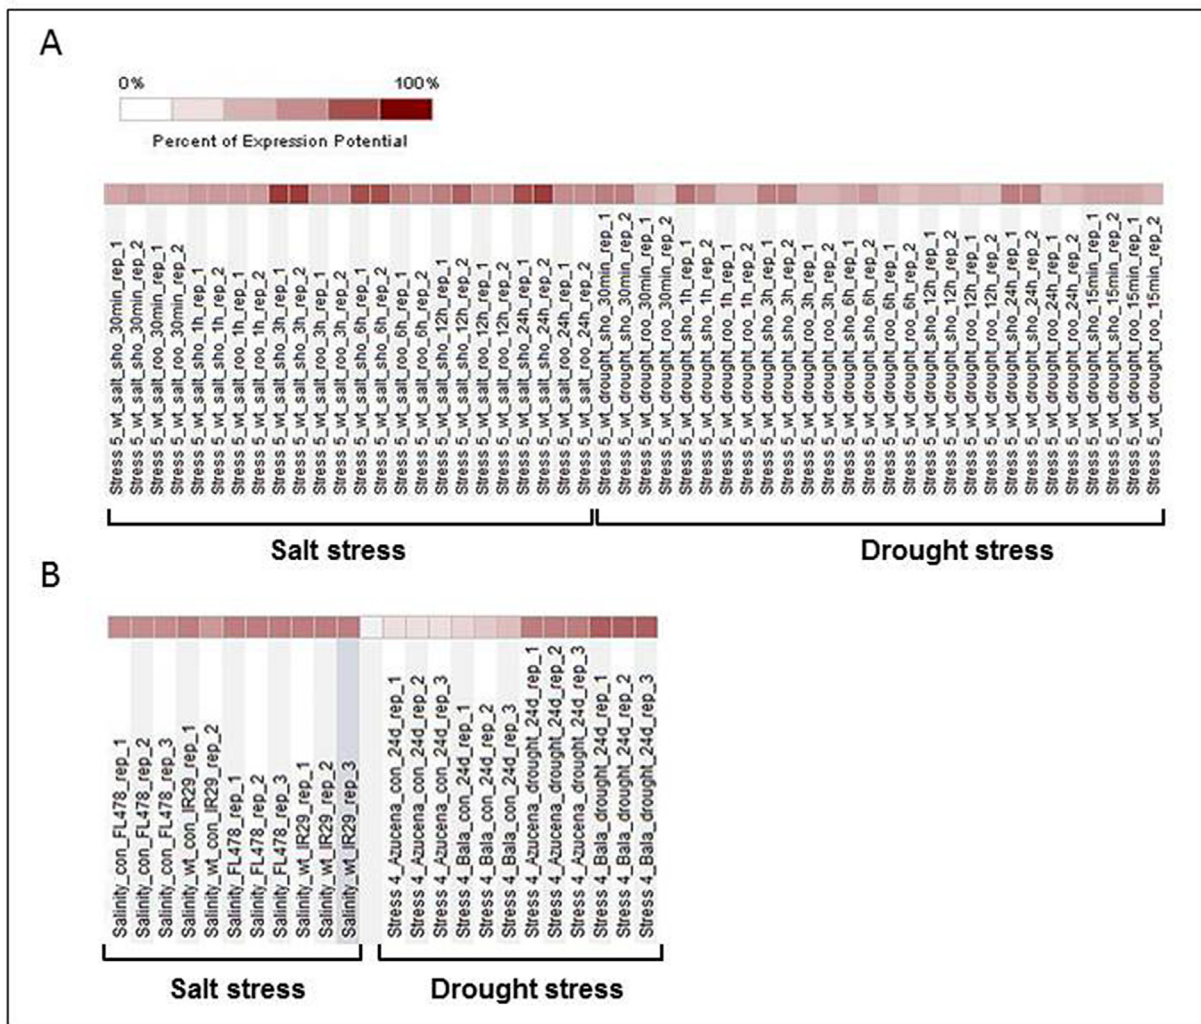 A
0%
100%
Percent of Expression Potential
Stress 5_wt_salt_sho_30min_rep_1
Stress 5_wt_salt_sho_30min_rep_2
Stress 5_wt_salt_roo_30min_rep_1
Stress 5_wt_salt_roo_30min_rep_2
Stress 5_wt_salt_sho_1h_rep_1
Stress 5_wt_salt_sho_1h_rep_2
Stress 5_wt_salt_roo_1h_rep_1
Stress 5_wt_salt_roo_1h_rep_2
Stress 5_wt_salt_sho_3h_rep_1
Stress 5_wt_salt_sho_3h_rep_2
Stress 5_wt_salt_roo_3h_rep_1
Stress 5_wt_salt_roo_3h_rep_2
Stress 5_wt_salt_sho_6h_rep_1
Stress 5_wt_salt_sho_6h_rep_2
Stress 5_wt_salt_roo_6h_rep_1
Stress 5_wt_salt_roo_6h_rep_2
Stress 5_wt_salt_sho_12h_rep_1
Stress 5_wt_salt_sho_12h_rep_2
Stress 5_wt_salt_roo_12h_rep_1
Stress 5_wt_salt_roo_12h_rep_2
Stress 5_wt_salt_sho_24h_rep_1
Stress 5_wt_salt_sho_24h_rep_2
Stress 5_wt_salt_roo_24h_rep_1
Stress 5_wt_salt_roo_24h_rep_2
Stress 5_wt_drought_sho_30min_rep_1
Stress 5_wt_drought_sho_30min_rep_2
Stress 5_wt_drought_roo_30min_rep_1
Stress 5_wt_drought_roo_30min_rep_2
Stress 5_wt_drought_sho_1h_rep_1
Stress 5_wt_drought_sho_1h_rep_2
Stress 5_wt_drought_roo_1h_rep_1
Stress 5_wt_drought_roo_1h_rep_2
Stress 5_wt_drought_sho_3h_rep_1
Stress 5_wt_drought_sho_3h_rep_2
Stress 5_wt_drought_roo_3h_rep_1
Stress 5_wt_drought_roo_3h_rep_2
Stress 5_wt_drought_sho_6h_rep_1
Stress 5_wt_drought_sho_6h_rep_2
Stress 5_wt_drought_roo_6h_rep_1
Stress 5_wt_drought_roo_6h_rep_2
Stress 5_wt_drought_sho_12h_rep_1
Stress 5_wt_drought_sho_12h_rep_2
Stress 5_wt_drought_roo_12h_rep_1
Stress 5_wt_drought_roo_12h_rep_2
Stress 5_wt_drought_sho_24h_rep_1
Stress 5_wt_drought_sho_24h_rep_2
Stress 5_wt_drought_roo_24h_rep_1
Stress 5_wt_drought_roo_24h_rep_2
Stress 5_wt_drought_sho_15min_rep_1
Stress 5_wt_drought_sho_15min_rep_2
Stress 5_wt_drought_roo_15min_rep_1
Stress 5_wt_drought_roo_15min_rep_2
Salt stress
Drought stress
B
Salinity_con_FL478_rep_1
Salinity_con_FL478_rep_2
Salinity_con_FL478_rep_3
Salinity_wt_con_IR29_rep_1
Salinity_wt_con_IR29_rep_2
Salinity_FL478_rep_1
Salinity_FL478_rep_2
Salinity_FL478_rep_3
Salinity_wt_IR29_rep_1
Salinity_wt_IR29_rep_2
Salinity_wt_IR29_rep_3
Stress 4_Azucena_con_24d_rep_1
Stress 4_Azucena_con_24d_rep_2
Stress 4_Azucena_con_24d_rep_3
Stress 4_Bala_con_24d_rep_1
Stress 4_Bala_con_24d_rep_2
Stress 4_Bala_con_24d_rep_3
Stress 4_Azucena_drought_24d_rep_1
Stress 4_Azucena_drought_24d_rep_2
Stress 4_Azucena_drought_24d_rep_3
Stress 4_Bala_drought_24d_rep_1
Stress 4_Bala_drought_24d_rep_2
Stress 4_Bala_drought_24d_rep_3
Salt stress
Drought stress